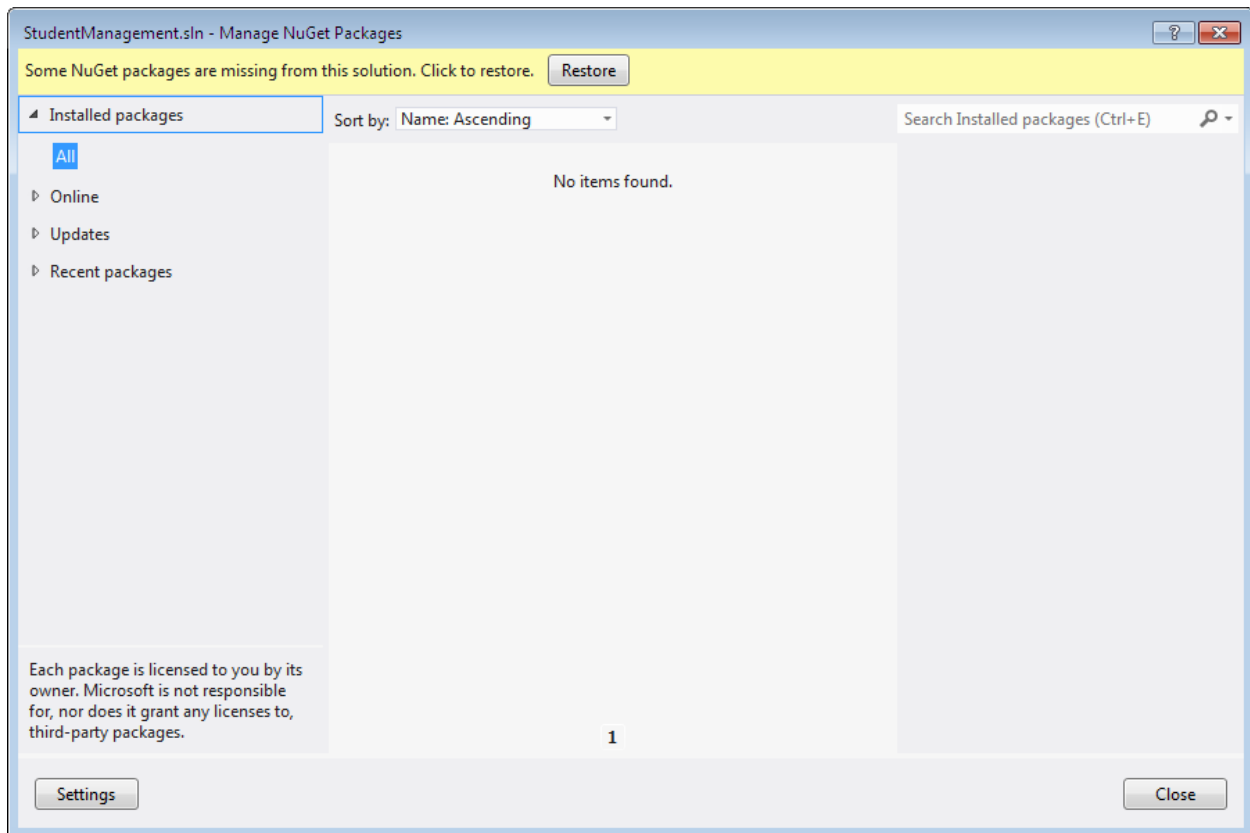 StudentManagement.sln - Manage NuGet Packages
Some NuGet packages are missing from this solution. Click to restore. Restore
Installed packages
Sort by: Name: Ascending
Search Installed packages (Ctrl+E)
All
No items found.
Online
Updates
Recent packages
Each package is licensed to you by its
owner. Microsoft is not responsible
for, nor does it grant any licenses to,
third-party packages.
1
Settings
Close